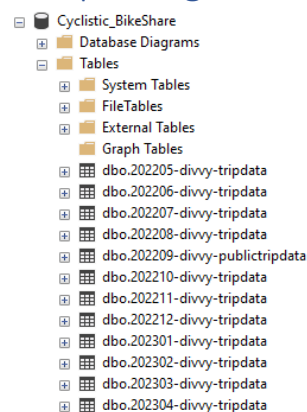 Cyclistic_BikeShare
Database Diagrams
Tables
System Tables
FileTables
External Tables
Graph Tables
dbo.202205-divvy-tripdata
dbo.202206-divvy-tripdata
dbo.202207-divvy-tripdata
dbo.202208-divvy-tripdata
dbo.202209-divvy-publictripdata
dbo.202210-divvy-tripdata
dbo.202211-divvy-tripdata
dbo.202212-divvy-tripdata
dbo.202301-divvy-tripdata
dbo.202302-divvy-tripdata
dbo.202303-divvy-tripdata
dbo.202304-divvy-tripdata